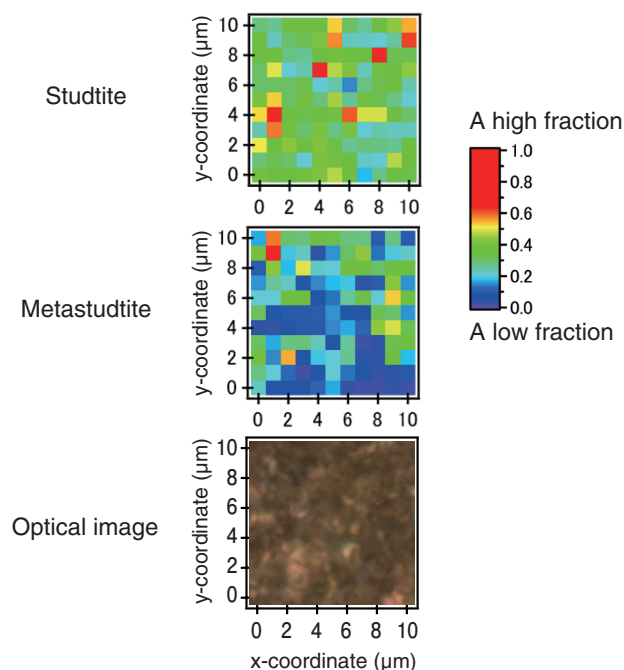 Studtite
y-coordinate (μm)
10
8
6
4
2
0
0 2 4 6 8 10
A high fraction
1.0
0.8
0.6
0.4
0.2
0.0
A low fraction
Metastudtite
y-coordinate (μm)
10
8
6
4
2
0
0 2 4 6 8 10
Optical image
y-coordinate (μm)
10
8
6
4
2
0
0 2 4 6 8 10
x-coordinate (μm)